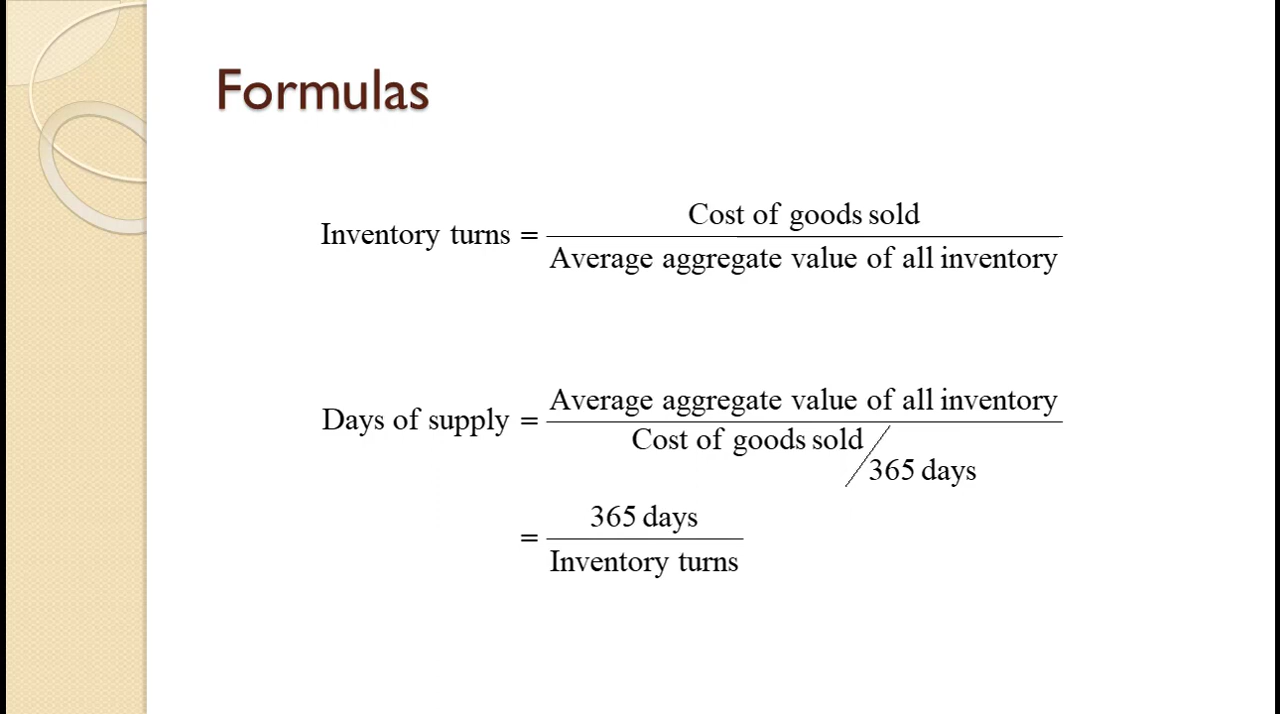 Formulas
Cost of goods sold
Inventory turns =
Average aggregate value of all inventory
Average aggregate value of all inventory
Days of supply =
Cost of goods sold / 365 days
365 days
=
Inventory turns